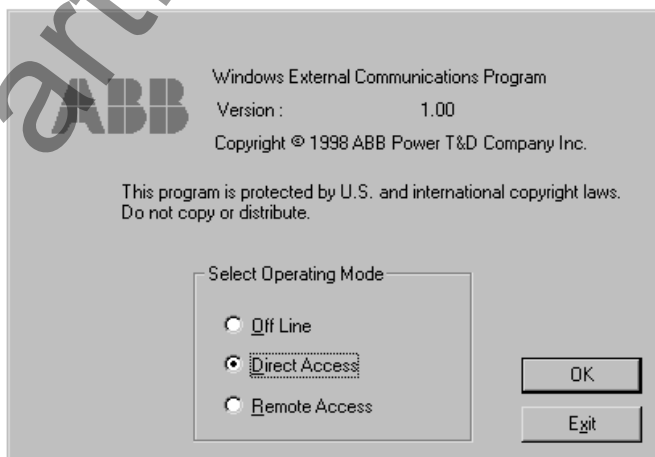 ABB
Windows External Communications Program
Version : 1.00
Copyright © 1998 ABB Power T&D Company Inc.
This program is protected by U.S. and international copyright laws.
Do not copy or distribute.
Select Operating Mode
Off Line
Direct Access
Remote Access
OK
Exit